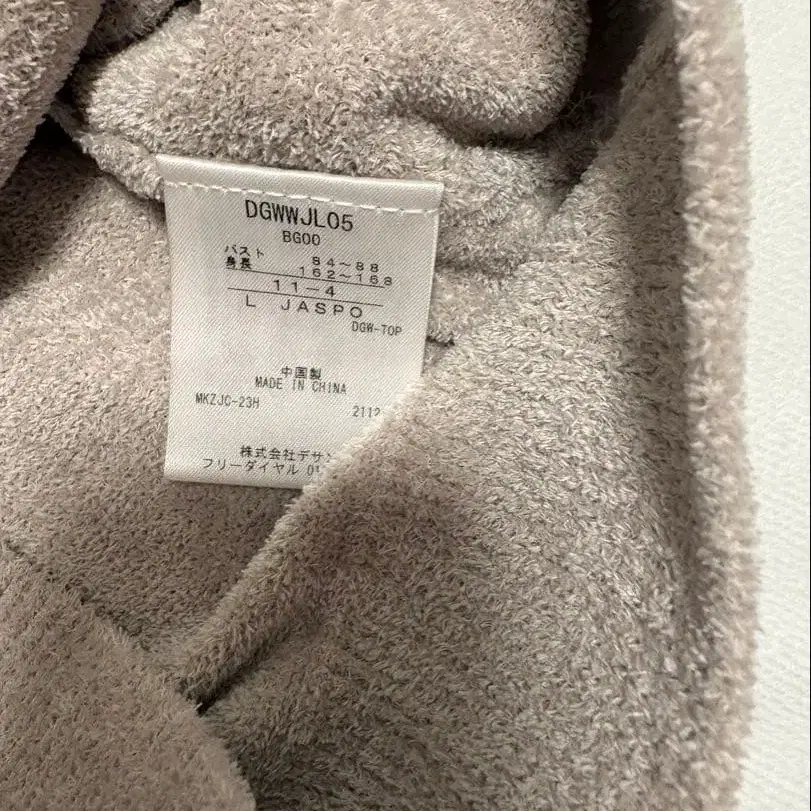 DGWWJL05
BG00
バスト 84~88
身長 162~168
11-4
L JASPO
DGW-TOP
中国製
MADE IN CHINA
MKZJC-23H 2112
株式会社デサン
フリーダイヤル 01